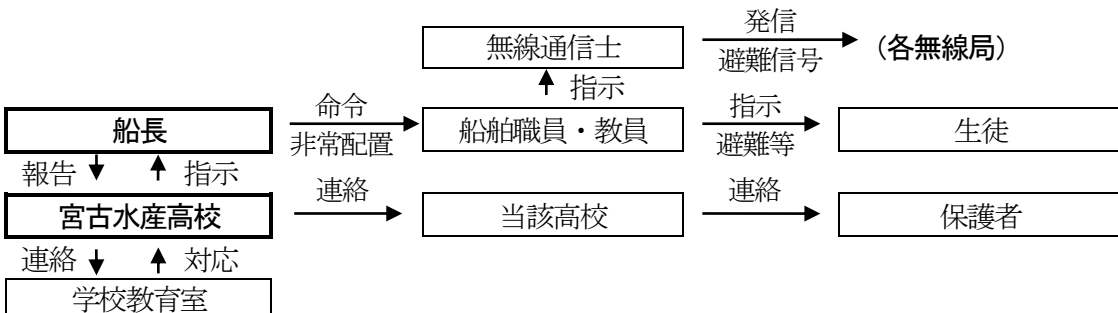 発信
無線通信士
避難信号
(各無線局)
指示
命令
指示
船長
船舶職員・教員
生徒
非常配置
避難等
報告
指示
連絡
連絡
宮古水産高校
当該高校
保護者
連絡
対応
学校教育室